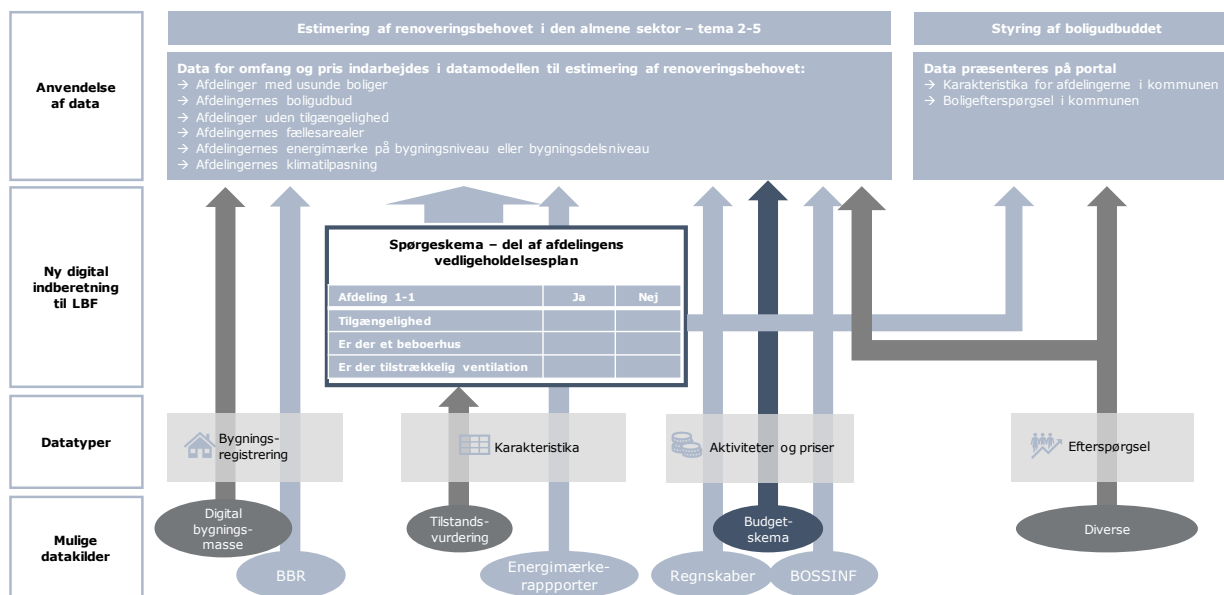 Estimering af renoveringsbehovet i den almene sektor – tema 2-5
Styring af boligudbuddet
Anvendelse
af data
Data for omfang og pris indarbejdes i datamodellen til estimering af renoveringsbehovet:
→ Afdelinger med usunde boliger
→ Afdelingernes boligudbud
→ Afdelinger uden tilgængelighed
→ Afdelingernes fællesarealer
→ Afdelingernes energimærke på bygningsniveau eller bygningsdelsniveau
→ Afdelingernes klimatilpasning
Data præsenteres på portal
→ Karakteristika for afdelingerne i kommunen
→ Boligefterspørgsel i kommunen
Ny digital
indberetning
til LBF
Spørgeskema – del af afdelingens
vedligeholdelsesplan
Afdeling 1-1 Ja Nej
Tilgængelighed
Er der et beboerhus
Er der tilstrækkelig ventilation
Datatyper
Bygnings-
registrering
Karakteristika
Aktiviteter og priser
Efterspørgsel
Mulige
datakilder
Digital
bygnings-
masse
BBR
Tilstands-
vurdering
Energimærke-
rappporter
Regnskaber
Budget-
skema
BOSSINF
Diverse